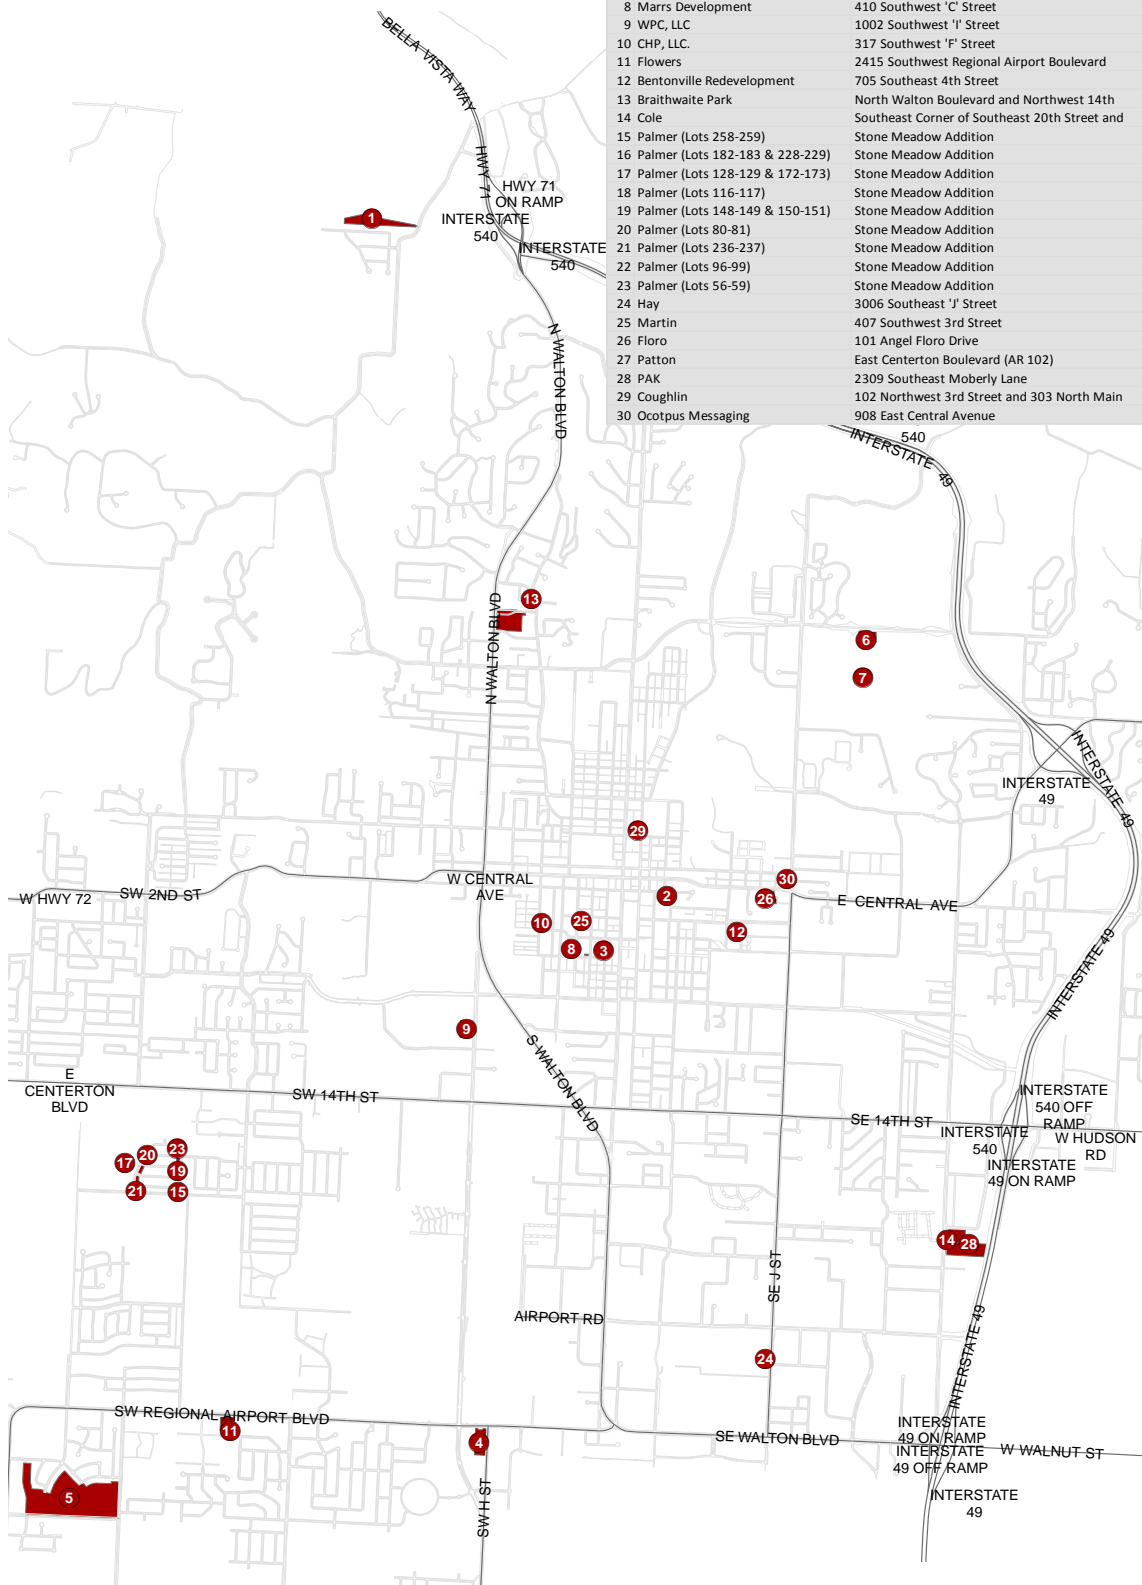 8 Marrs Development 410 Southwest 'C' Street
9 WPC, LLC 1002 Southwest 'I' Street
10 CHP, LLC. 317 Southwest 'F' Street
11 Flowers 2415 Southwest Regional Airport Boulevard
12 Bentonville Redevelopment 705 Southeast 4th Street
13 Braithwaite Park North Walton Boulevard and Northwest 14th
14 Cole Southeast Corner of Southeast 20th Street and
15 Palmer (Lots 258-259) Stone Meadow Addition
16 Palmer (Lots 182-183 & 228-229) Stone Meadow Addition
17 Palmer (Lots 128-129 & 172-173) Stone Meadow Addition
18 Palmer (Lots 116-117) Stone Meadow Addition
19 Palmer (Lots 148-149 & 150-151) Stone Meadow Addition
20 Palmer (Lots 80-81) Stone Meadow Addition
21 Palmer (Lots 236-237) Stone Meadow Addition
22 Palmer (Lots 96-99) Stone Meadow Addition
23 Palmer (Lots 56-59) Stone Meadow Addition
24 Hay 3006 Southeast 'J' Street
25 Martin 407 Southwest 3rd Street
26 Floro 101 Angel Floro Drive
27 Patton East Centerton Boulevard (AR 102)
28 PAK 2309 Southeast Moberly Lane
29 Coughlin 102 Northwest 3rd Street and 303 North Main
30 Ocotpus Messaging 908 East Central Avenue
BELLA VISTA WAY
HWY 71
HWY 71
ON RAMP
INTERSTATE
540
INTERSTATE
540
1
N WALTON BLVD
540
INTERSTATE 49
13
N WALTON BLVD
6
7
INTERSTATE 49
INTERSTATE
49
29
30
W CENTRAL
AVE
2
26
E CENTRAL AVE
W HWY 72
SW 2ND ST
10
25
12
8
3
INTERSTATE 49
9
S WALTON BLVD
E
CENTERTON
BLVD
SW 14TH ST
SE 14TH ST
INTERSTATE
540 OFF
RAMP
INTERSTATE
540
W HUDSON
RD
INTERSTATE
49 ON RAMP
23
20
17
19
21
15
14
28
SE J ST
AIRPORT RD
24
INTERSTATE 49
SW REGIONAL AIRPORT BLVD
11
4
SE WALTON BLVD
INTERSTATE
49 ON RAMP
INTERSTATE
49 OFF RAMP
W WALNUT ST
5
SW H ST
INTERSTATE
49